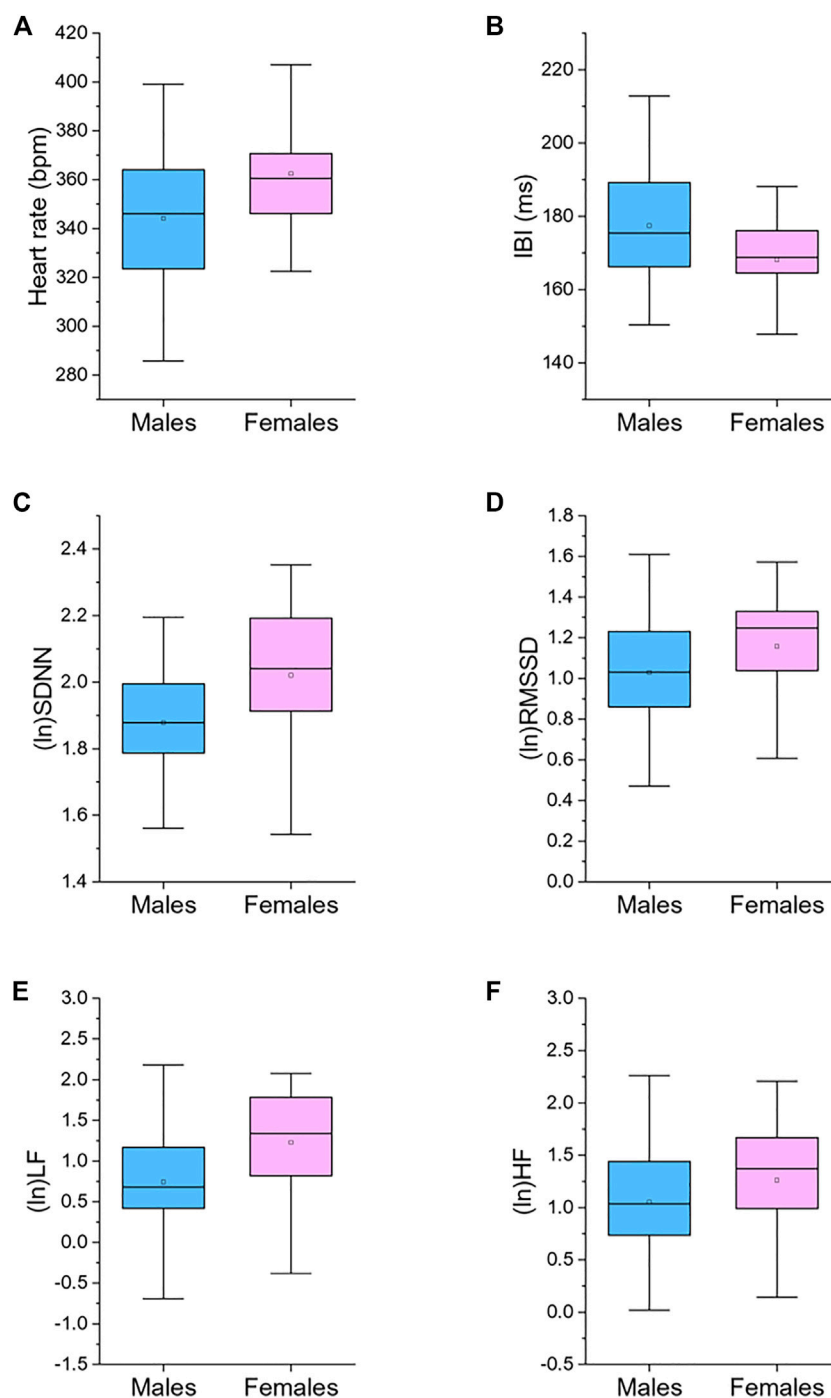 A
Heart rate (bpm)
420
400
380
360
340
320
300
280
Males
Females
B
IBI (ms)
220
200
180
160
140
Males
Females
C
(ln)SDNN
2.4
2.2
2.0
1.8
1.6
1.4
Males
Females
D
(ln)RMSSD
1.8
1.6
1.4
1.2
1.0
0.8
0.6
0.4
0.2
0.0
Males
Females
E
(ln)LF
3.0
2.5
2.0
1.5
1.0
0.5
0.0
-0.5
-1.0
-1.5
Males
Females
F
(ln)HF
3.0
2.5
2.0
1.5
1.0
0.5
0.0
-0.5
Males
Females